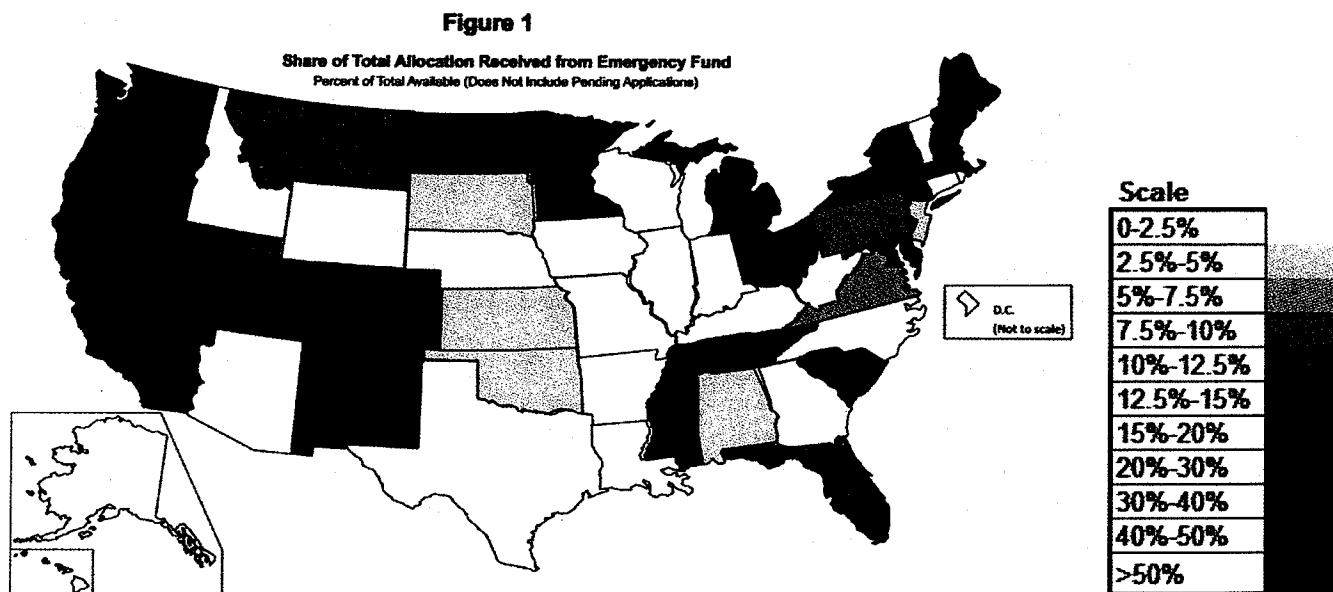 Figure 1
Share of Total Allocation Received from Emergency Fund
Percent of Total Available (Does Not Include Pending Applications)
D.C.
(Not to scale)
Scale
0-2.5%
2.5%-5%
5%-7.5%
7.5%-10%
10%-12.5%
12.5%-15%
15%-20%
20%-30%
30%-40%
40%-50%
>50%